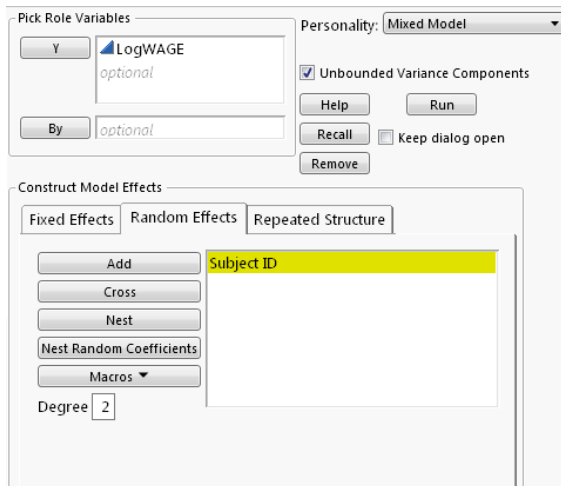 Pick Role Variables
Personality: Mixed Model
Y
LogWAGE
optional
Unbounded Variance Components
Help
Run
By
optional
Recall
Keep dialog open
Remove
Construct Model Effects
Fixed Effects
Random Effects
Repeated Structure
Add
Subject ID
Cross
Nest
Nest Random Coefficients
Macros
Degree 2